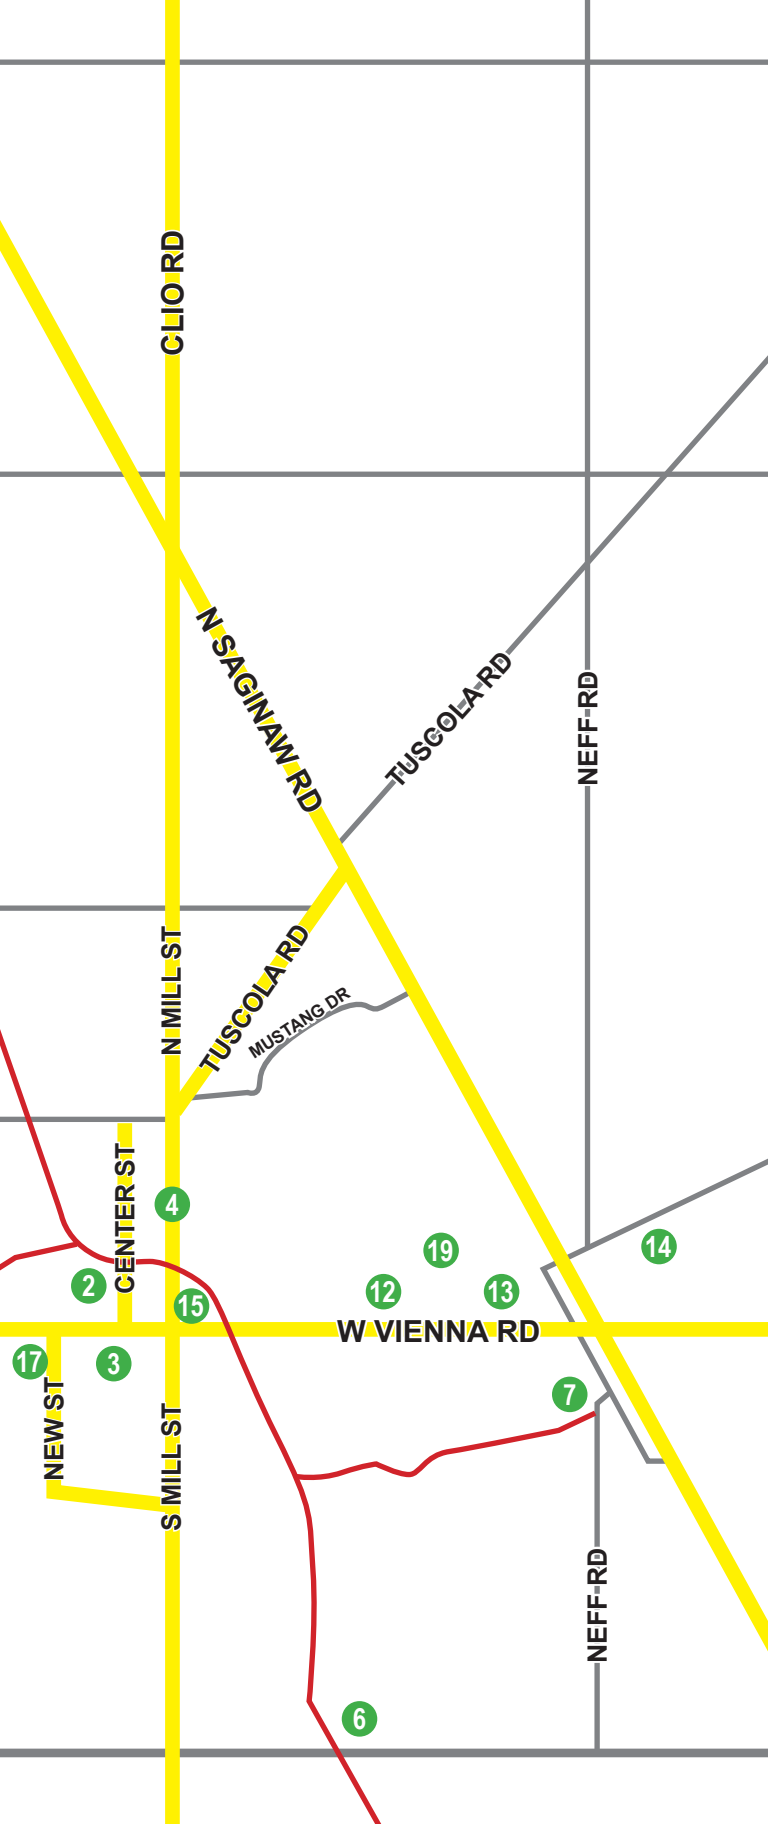 CLIO RD
N SAGINAW RD
TUSCOLA RD
NEFF RD
N MILL ST
TUSCOLA RD
MUSTANG DR
CENTER ST
4
19
14
2
12
13
15
W VIENNA RD
17
3
7
NEW ST
S MILL ST
NEFF RD
6